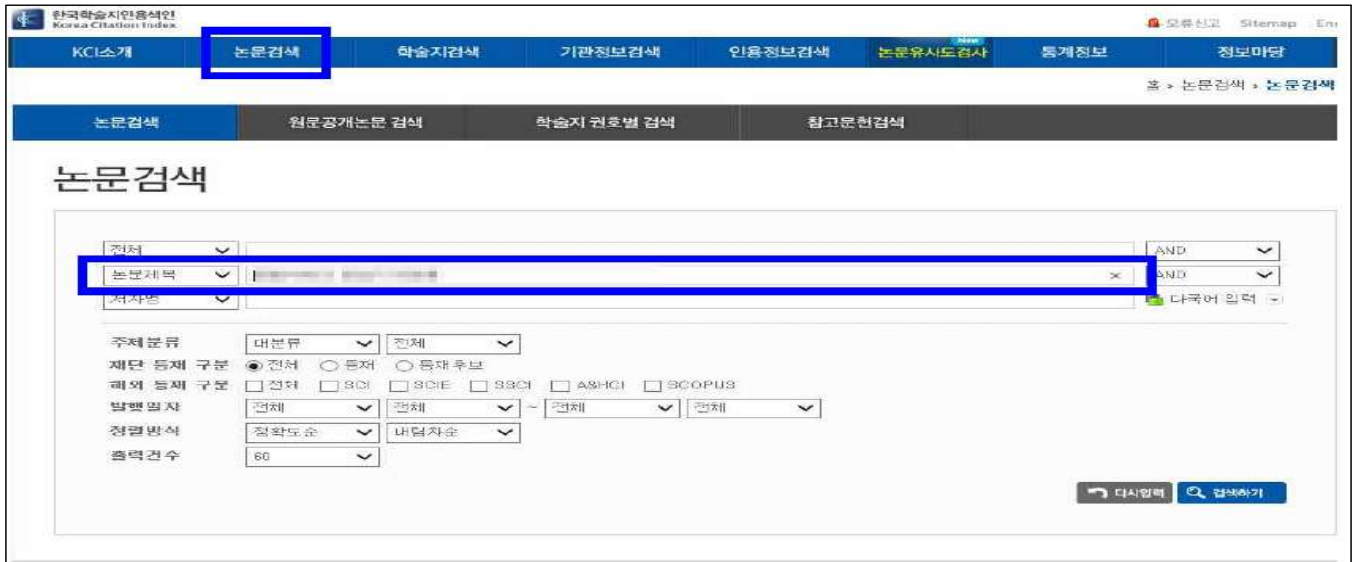 한국학술지인용색인
Korea Citation Index
오류신고 Sitemap
KCI소개 논문검색 학술지검색 기관정보검색 인용정보검색 논문유사도검사 New 통계정보 정보마당
홈 > 논문검색 > 논문검색
논문검색 원문공개논문 검색 학술지 권호별 검색 참고문헌검색
논문검색
전체 AND
논문제목 × AND
저자명 다국어 입력
주제분류 대분류 전체
재단 등재 구분 전체 등재 등재후보
해외 등재 구분 전체 SCI SCIE SSCI A&HCI SCOPUS
발행일자 전체 전체 ~ 전체 전체
정렬방식 정확도순 내림차순
출력건수 60
다시입력 검색하기